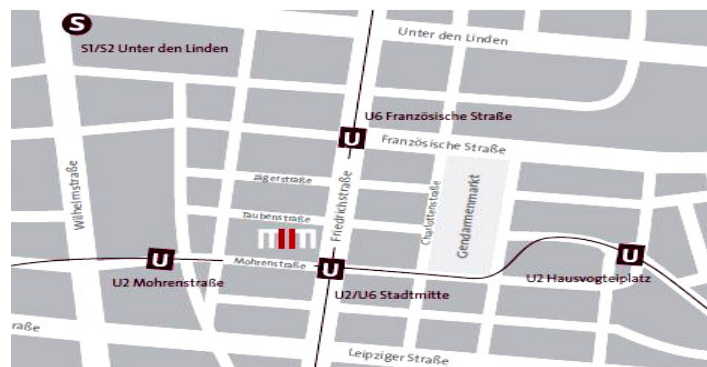 S
S1/S2 Unter den Linden
Unter den Linden
U6 Französische Straße
U
Französische Straße
Jägerstraße
Taubenstraße
Wilhelmstraße
Friedrichstraße
Charlottenstraße
Gendarmenmarkt
Mohrenstraße
U
U2 Mohrenstraße
U
U2/U6 Stadtmitte
U
U2 Hausvogteiplatz
raße
Leipziger Straße